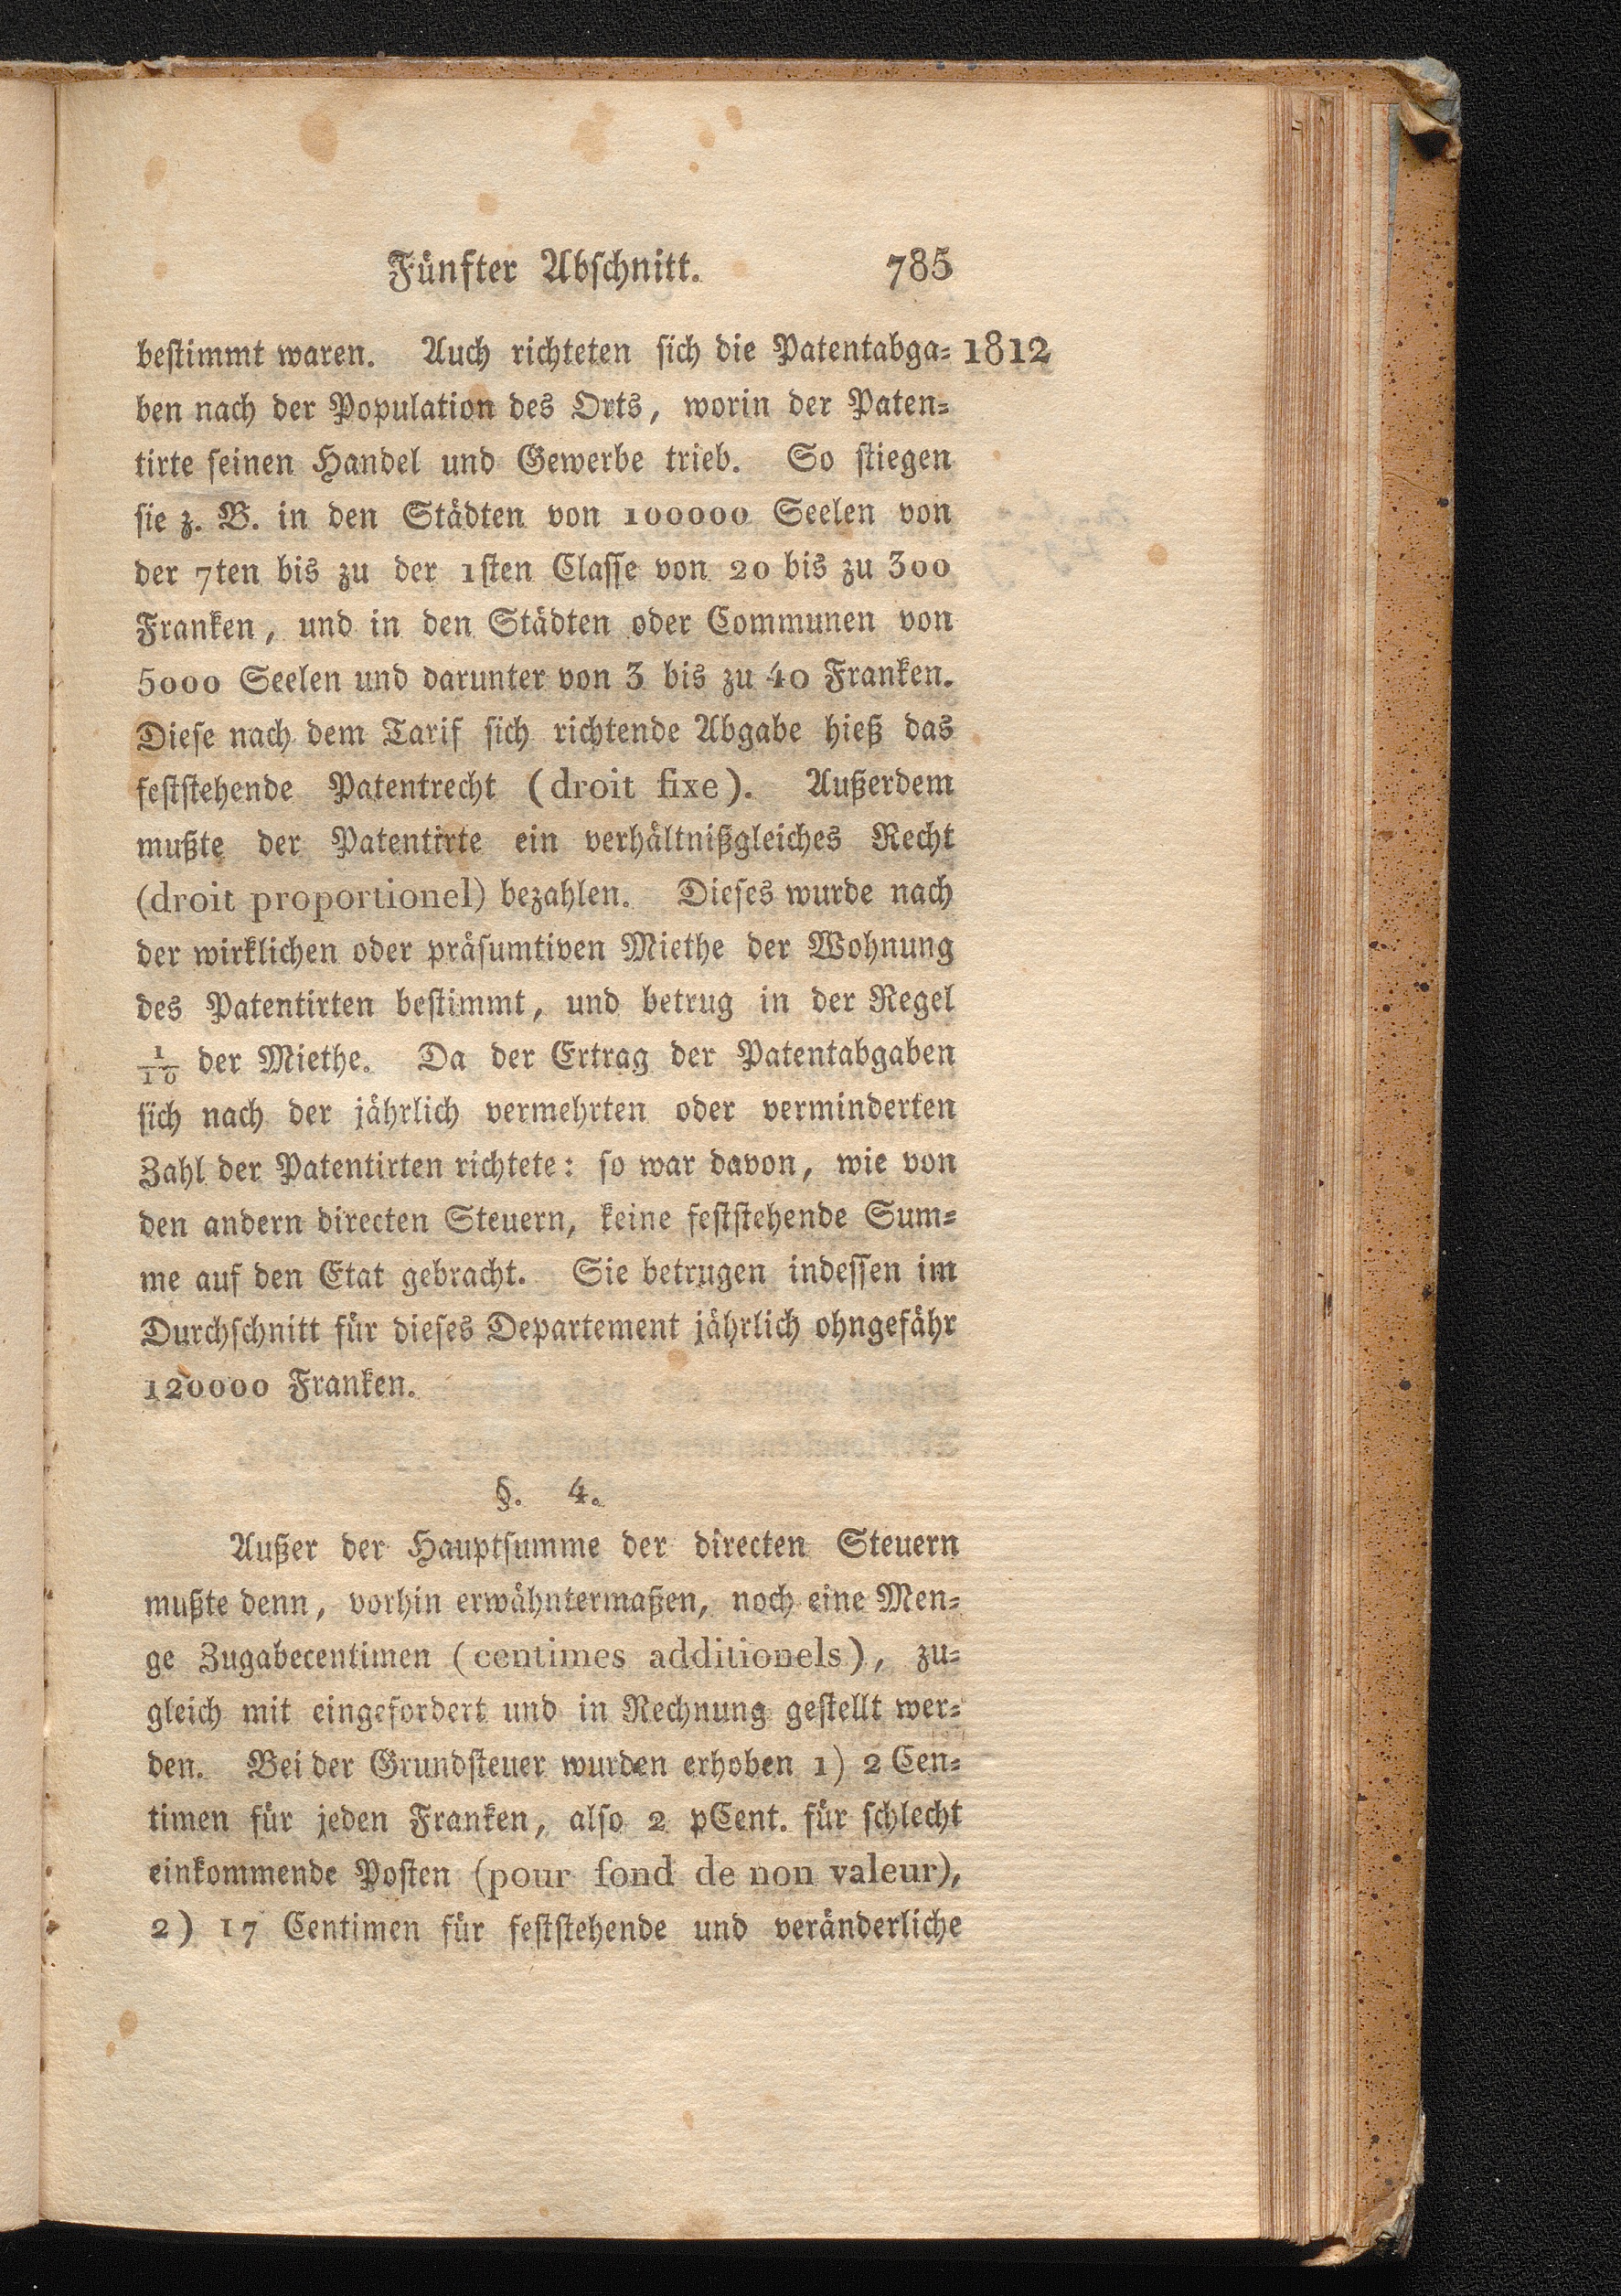 Fünfter Abschnitt. 785
bestimmt waren. Auch richteten sich die Patentabga= 1812
ben nach der Population des Orts, worin der Paten=
tirte seinen Handel und Gewerbe trieb. So stiegen
sie z. B. in den Städten von 100000 Seelen von
der 7ten bis zu der 1sten Classe von 20 bis zu 300
Franken, und in den Städten oder Communen von
5000 Seelen und darunter von 3 bis zu 40 Franken.
Diese nach dem Tarif sich richtende Abgabe hieß das
feststehende Patentrecht (droit fixe). Außerdem
mußte der Patentirte ein verhältnißgleiches Recht
(droit proportionel) bezahlen. Dieses wurde nach
der wirklichen oder präsumtiven Miethe der Wohnung
des Patentirten bestimmt, und betrug in der Regel
1/10 der Miethe. Da der Ertrag der Patentabgaben
sich nach der jährlich vermehrten oder verminderten
Zahl der Patentirten richtete: so war davon, wie von
den andern directen Steuern, keine feststehende Sum=
me auf den Etat gebracht. Sie betrugen indessen im
Durchschnitt für dieses Departement jährlich ohngefähr
120000 Franken.
§. 4.
Außer der Hauptsumme der directen Steuern
mußte denn, vorhin erwähntermaßen, noch eine Men=
ge Zugabecentimen (centimes additionels), zu=
gleich mit eingefordert und in Rechnung gestellt wer=
den. Bei der Grundsteuer wurden erhoben 1) 2 Cen=
timen für jeden Franken, also 2 pCent. für schlecht
einkommende Posten (pour fond de non valeur),
2) 17 Centimen für feststehende und veränderliche